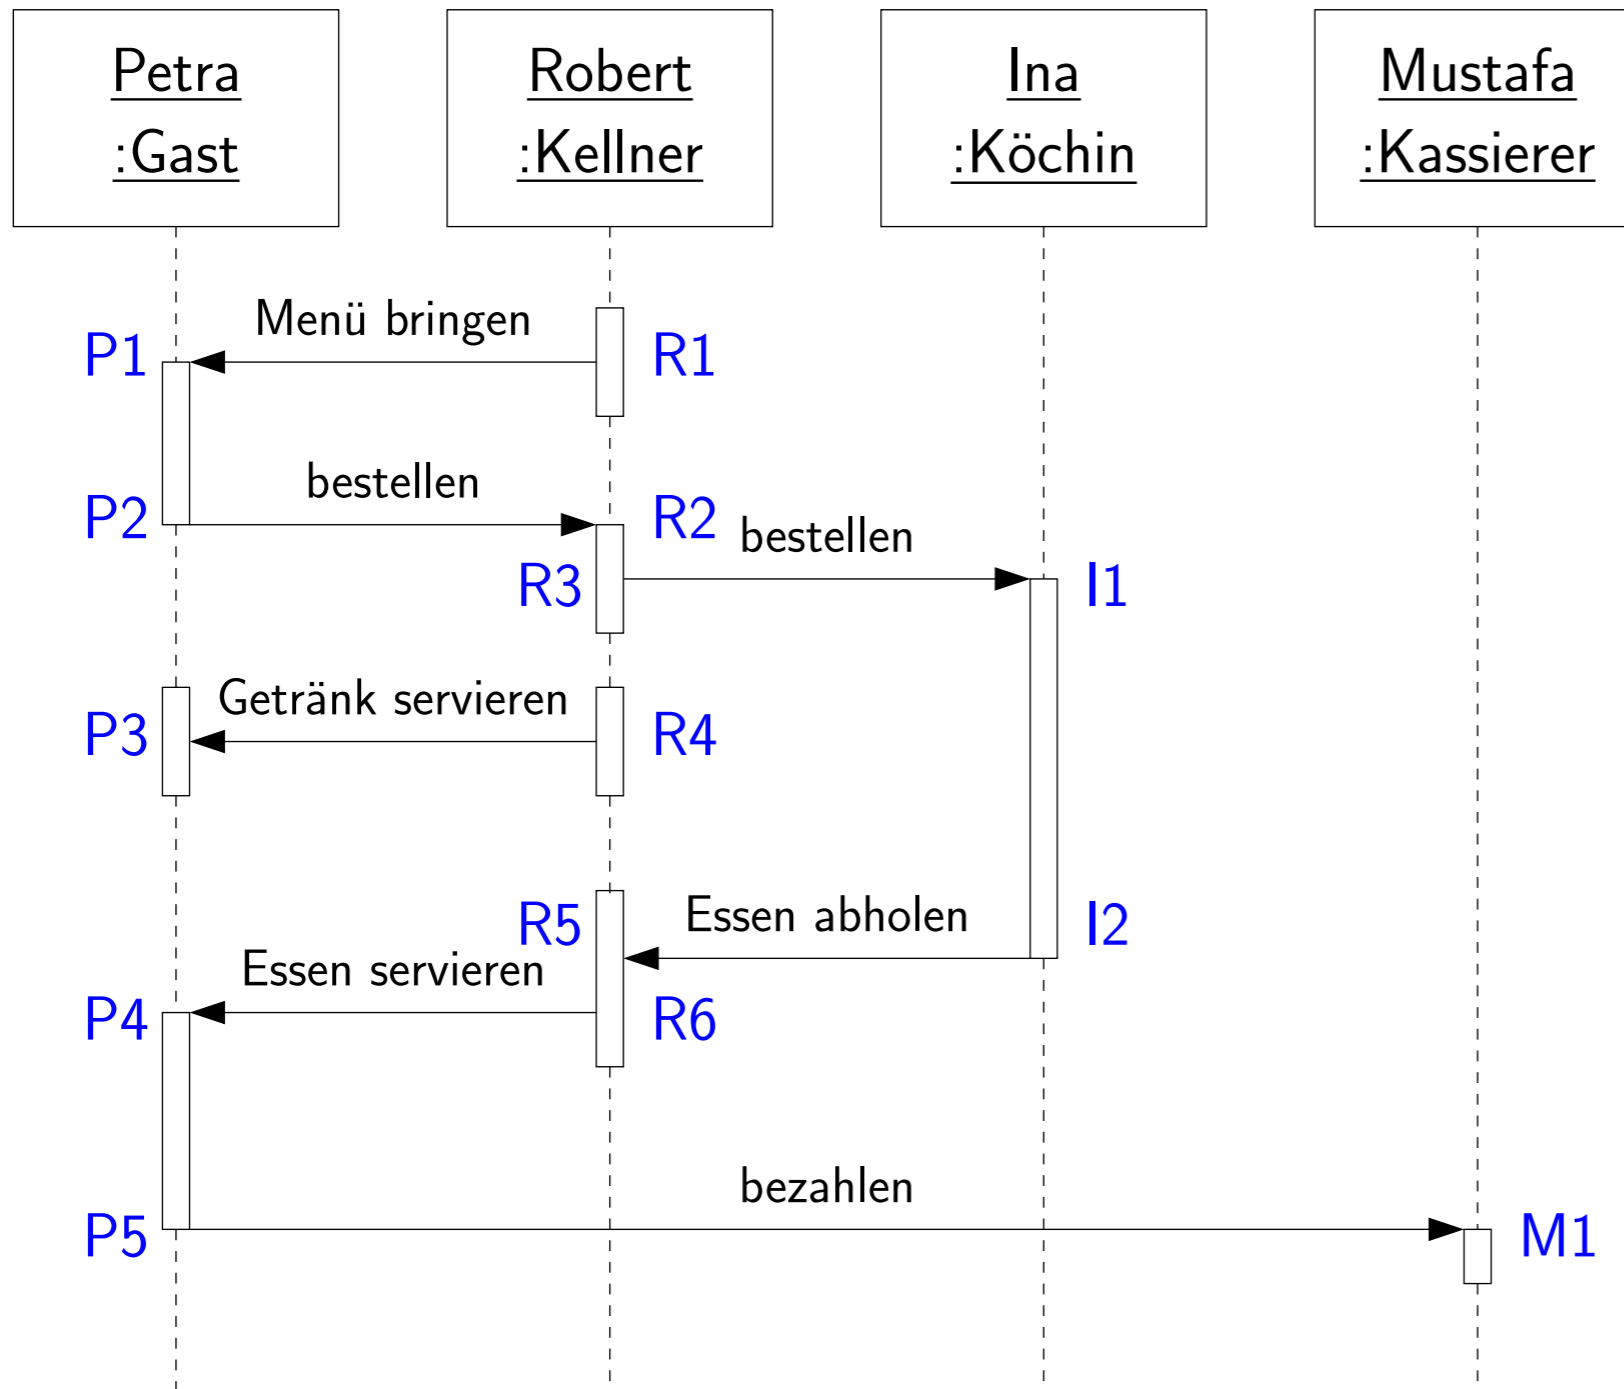 Petra
:Gast
Robert
:Kellner
Ina
:Köchin
Mustafa
:Kassierer
Menü bringen
P1
R1
bestellen
P2
R2
bestellen
R3
I1
Getränk servieren
P3
R4
Essen abholen
R5
I2
Essen servieren
P4
R6
bezahlen
P5
M1